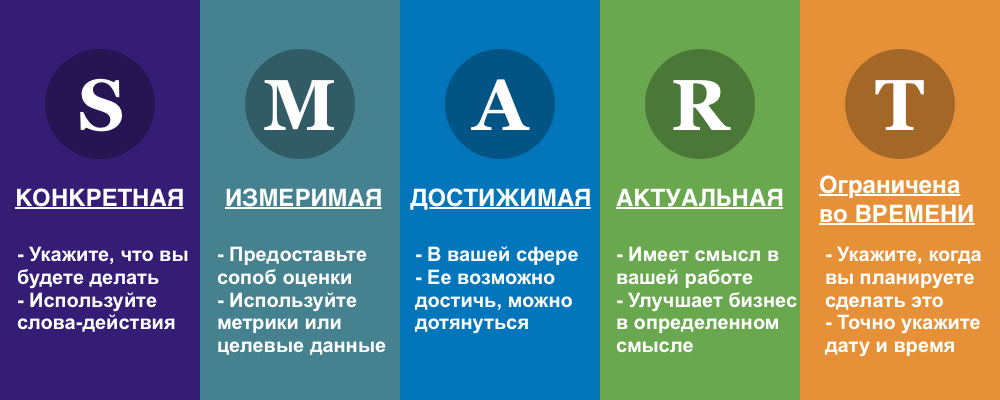 S
КОНКРЕТНАЯ
- Укажите, что вы
будете делать
- Используйте
слова-действия
M
ИЗМЕРИМАЯ
- Предоставьте
сопоб оценки
- Используйте
метрики или
целевые данные
A
ДОСТИЖИМАЯ
- В вашей сфере
- Ее возможно
достичь, можно
дотянуться
R
АКТУАЛЬНАЯ
- Имеет смысл в
вашей работе
- Улучшает бизнес
в определенном
смысле
T
Ограничена
во ВРЕМЕНИ
- Укажите, когда
вы планируете
сделать это
- Точно укажите
дату и время